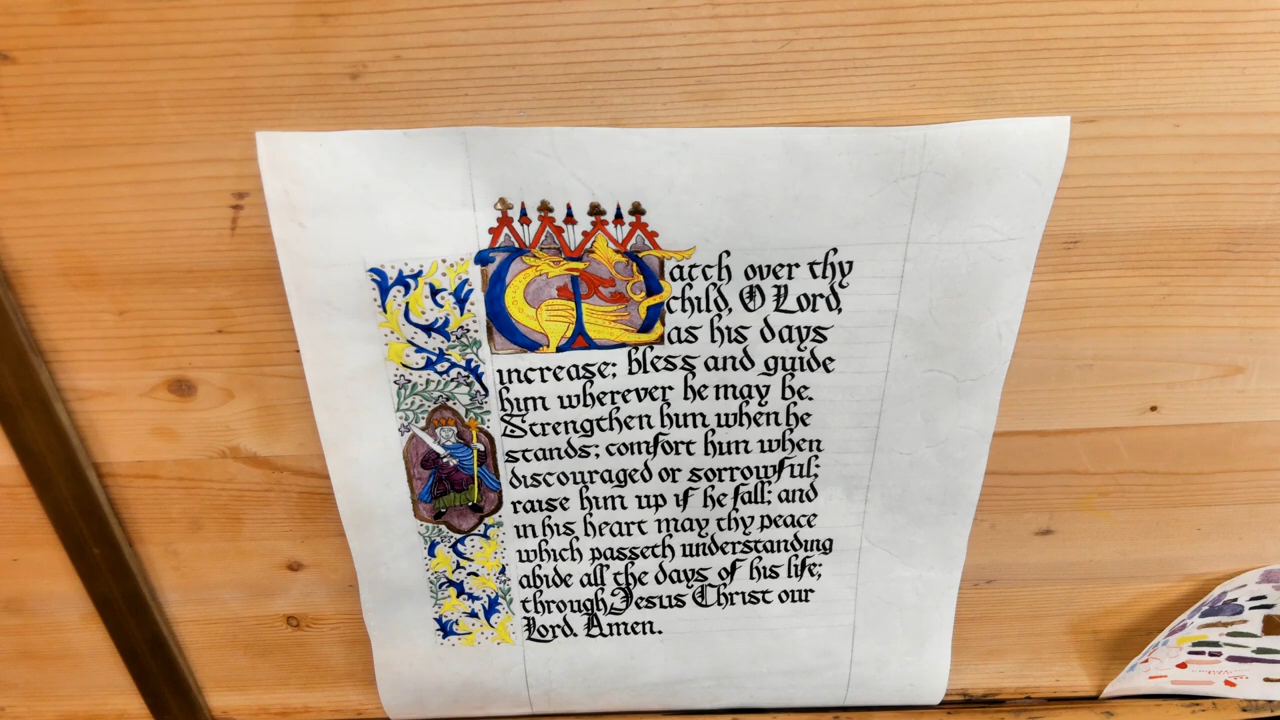 Watch over thy
child, O Lord,
as his days
increase; bless and guide
him wherever he may be.
Strengthen him when he
stands; comfort him when
discouraged or sorrowful;
raise him up if he fall; and
in his heart may thy peace
which passeth understanding
abide all the days of his life;
through Jesus Christ our
Lord. Amen.